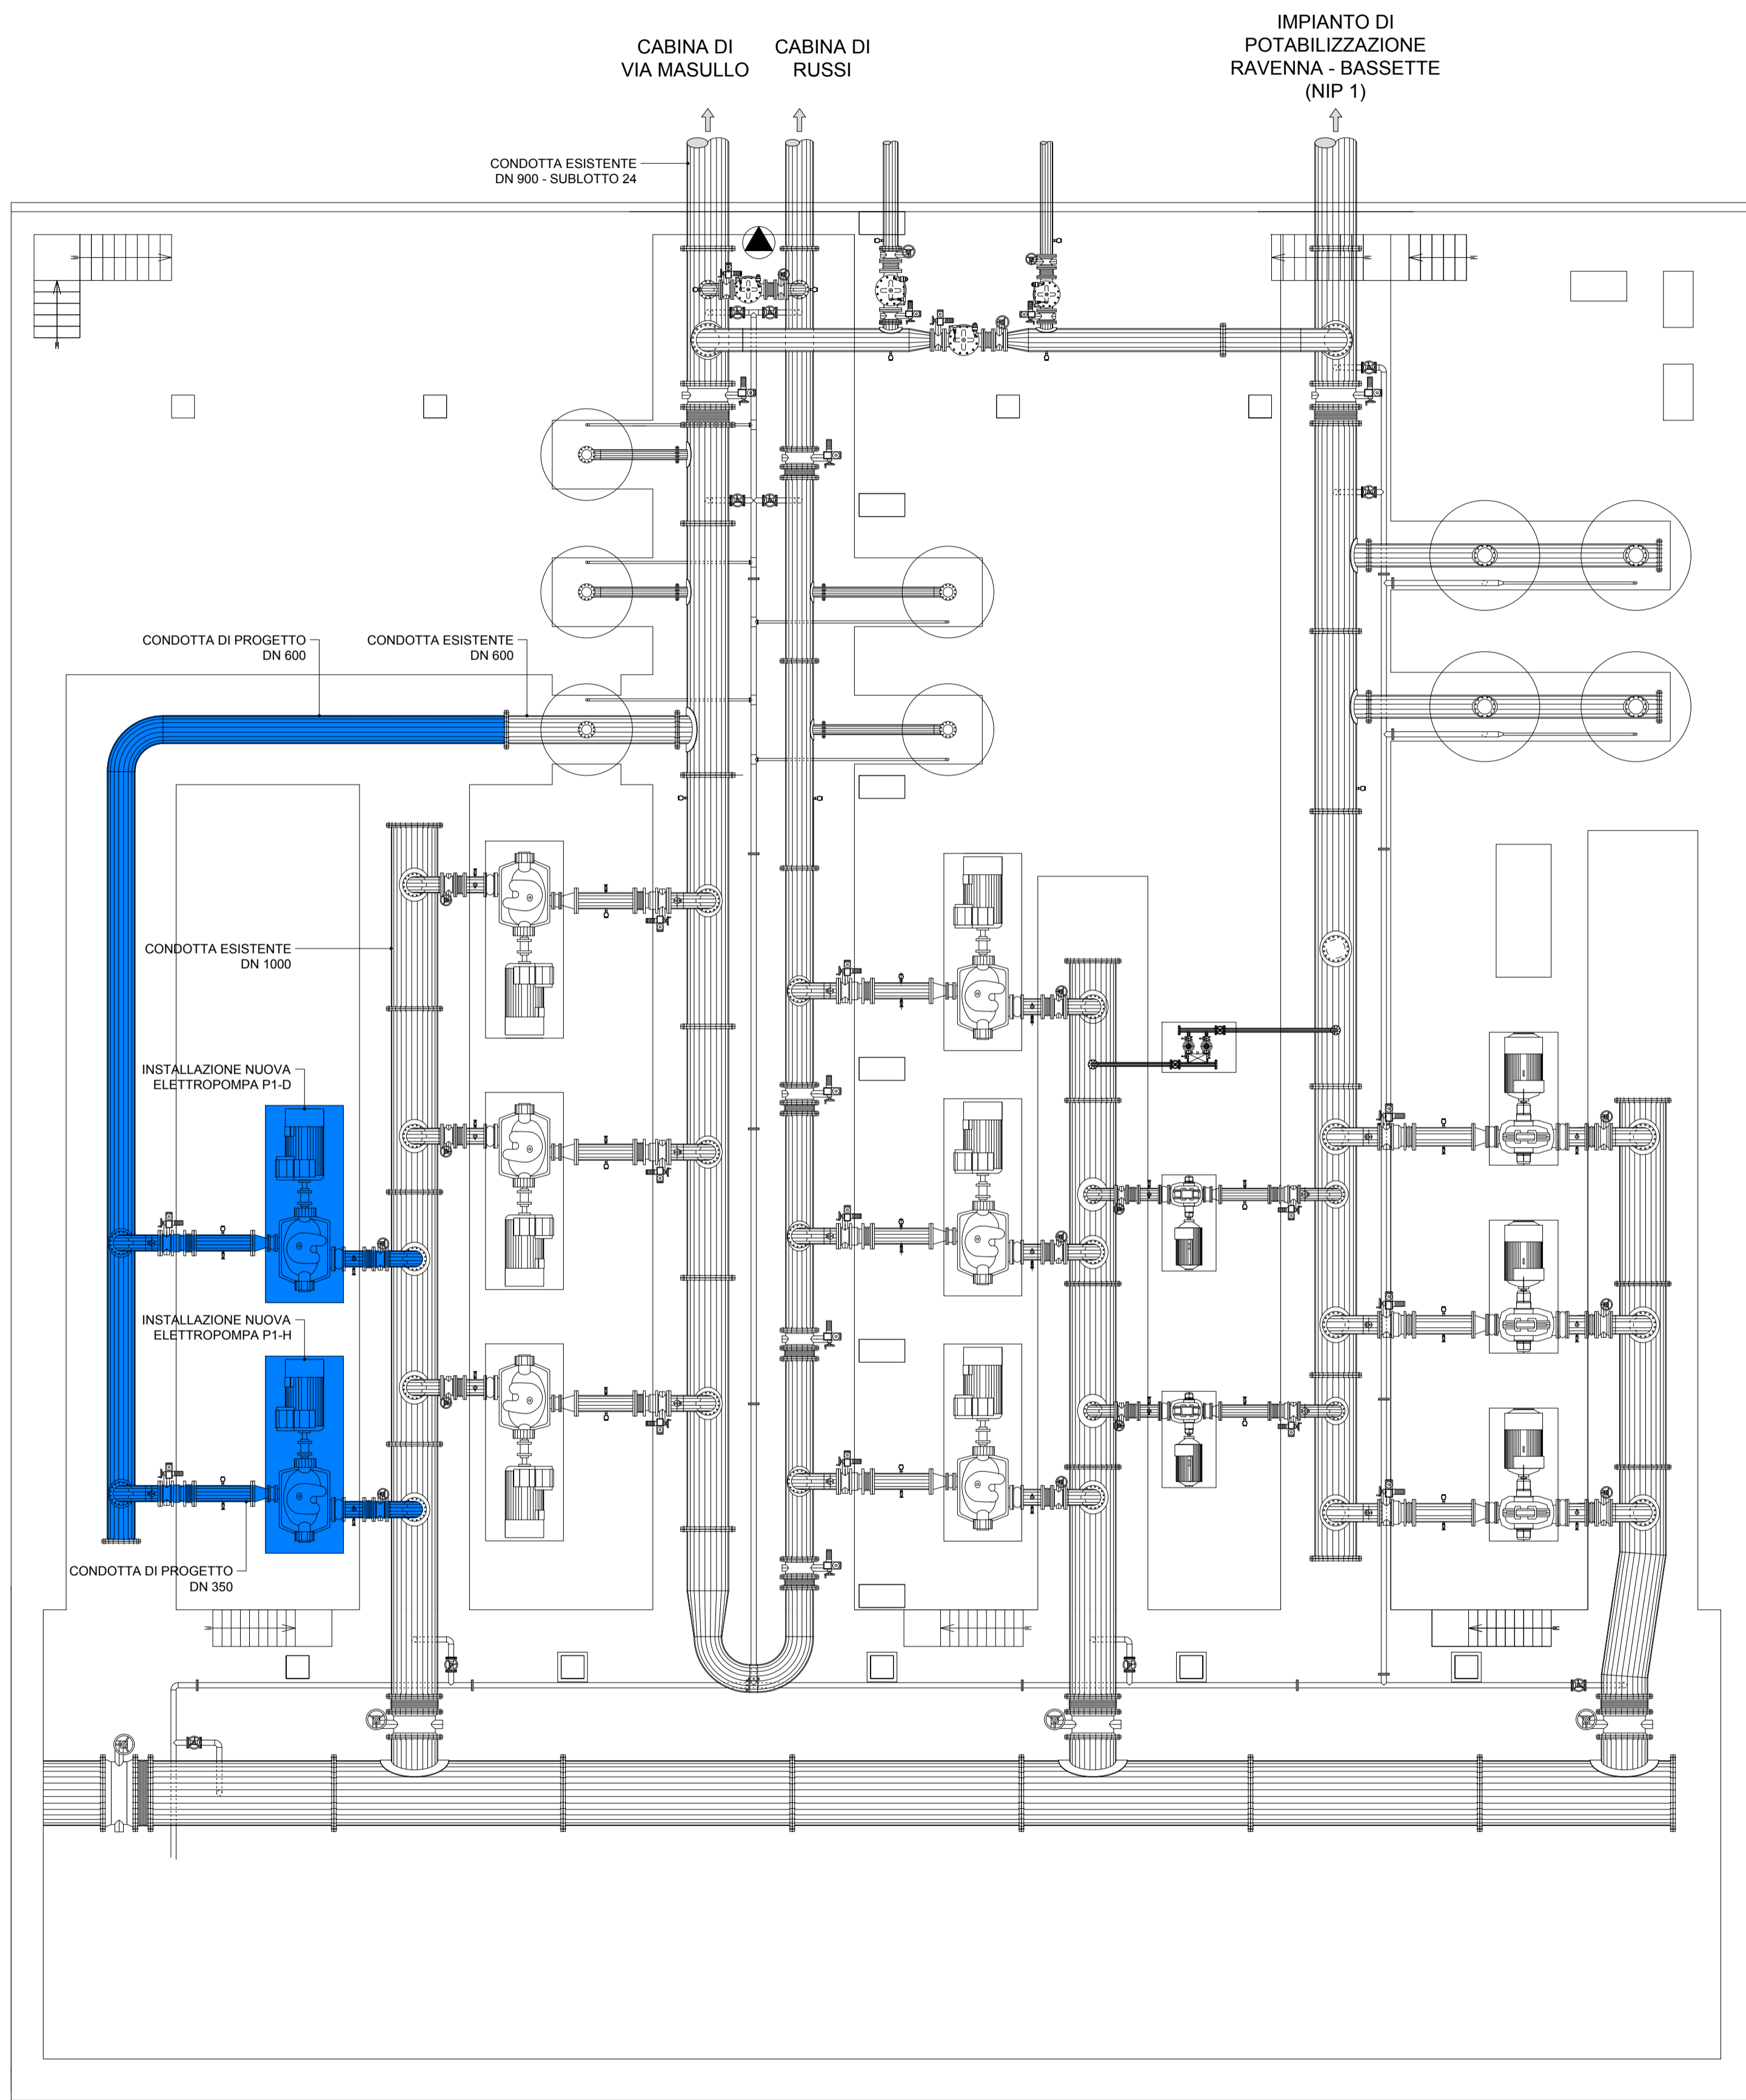 CABINA DI
VIA MASULLO
CABINA DI
RUSSI
IMPIANTO DI
POTABILIZZAZIONE
RAVENNA - BASSETTE
(NIP 1)
CONDOTTA ESISTENTE
DN 900 - SUBLOTTO 24
CONDOTTA DI PROGETTO
DN 600
CONDOTTA ESISTENTE
DN 600
CONDOTTA ESISTENTE
DN 1000
INSTALLAZIONE NUOVA
ELETTROPOMPA P1-D
INSTALLAZIONE NUOVA
ELETTROPOMPA P1-H
CONDOTTA DI PROGETTO
DN 350